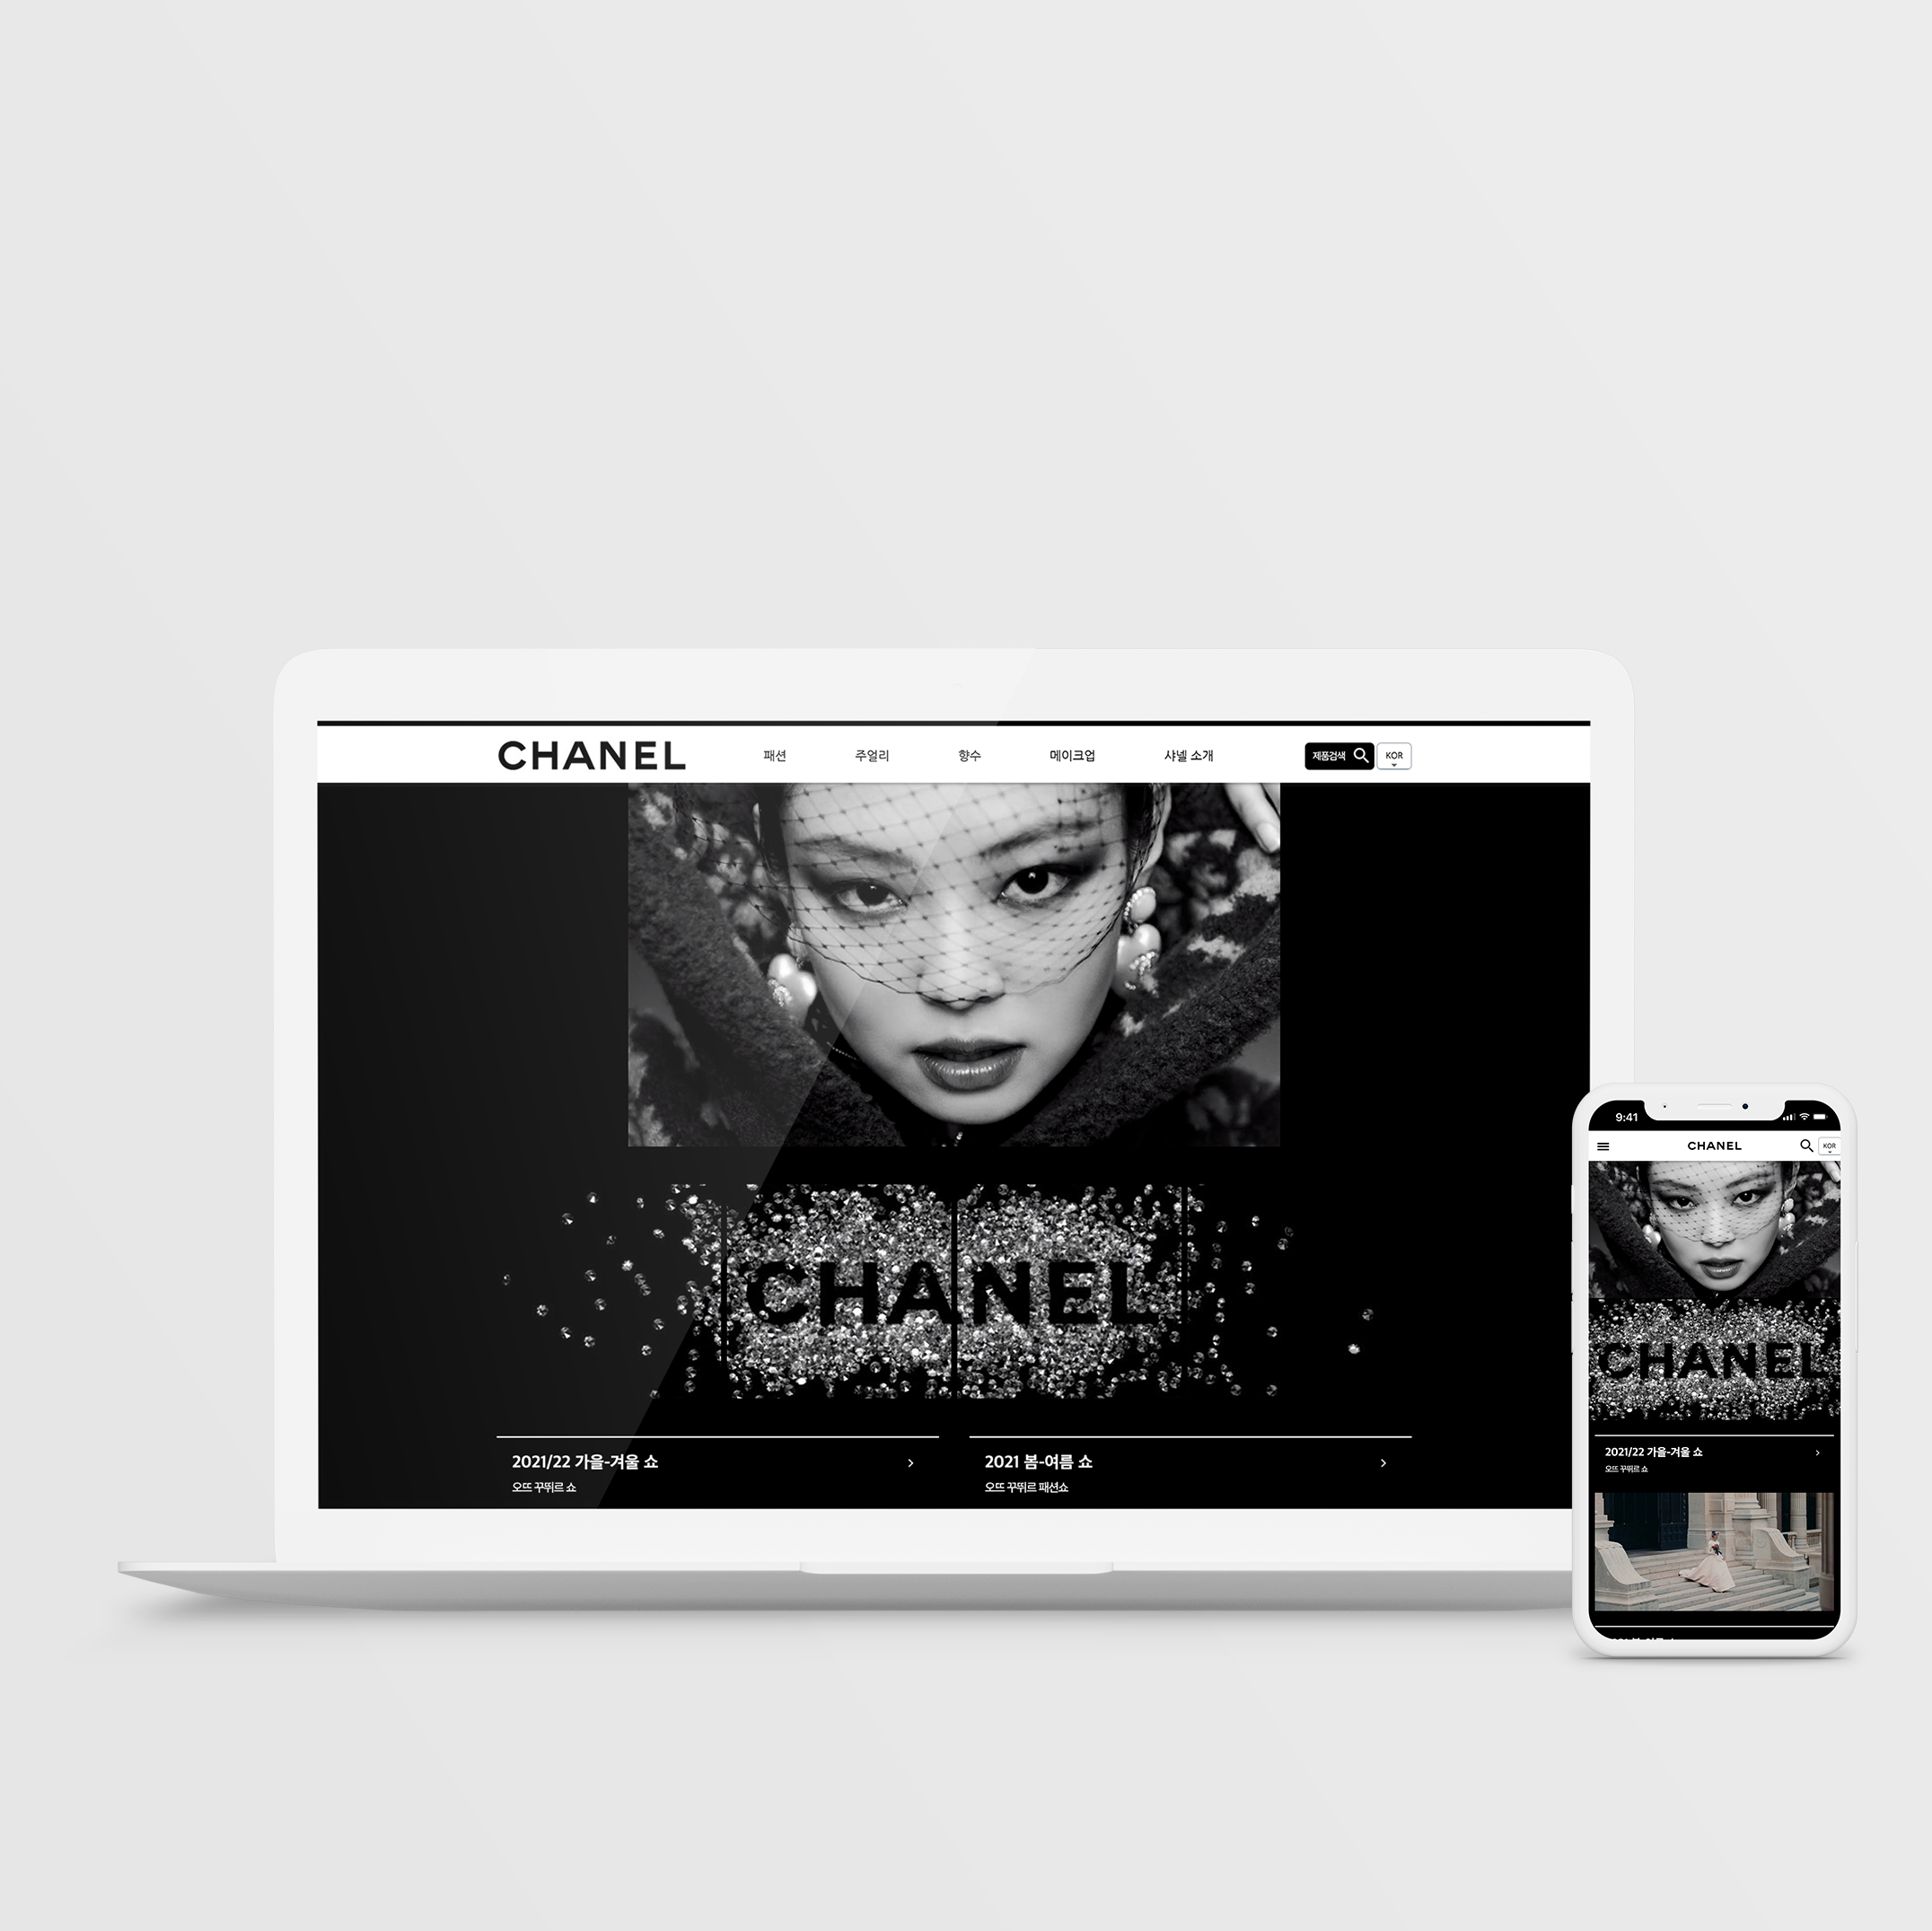 CHANEL
패션
주얼리
향수
메이크업
샤넬 소개
제품검색
KOR
CHANEL
2021/22 가을-겨울 쇼
오뜨 꾸뛰르 쇼
2021 봄-여름 쇼
오뜨 꾸뛰르 패션쇼
9:41
CHANEL
KOR
CHANEL
2021/22 가을-겨울 쇼
오뜨 꾸뛰르 쇼